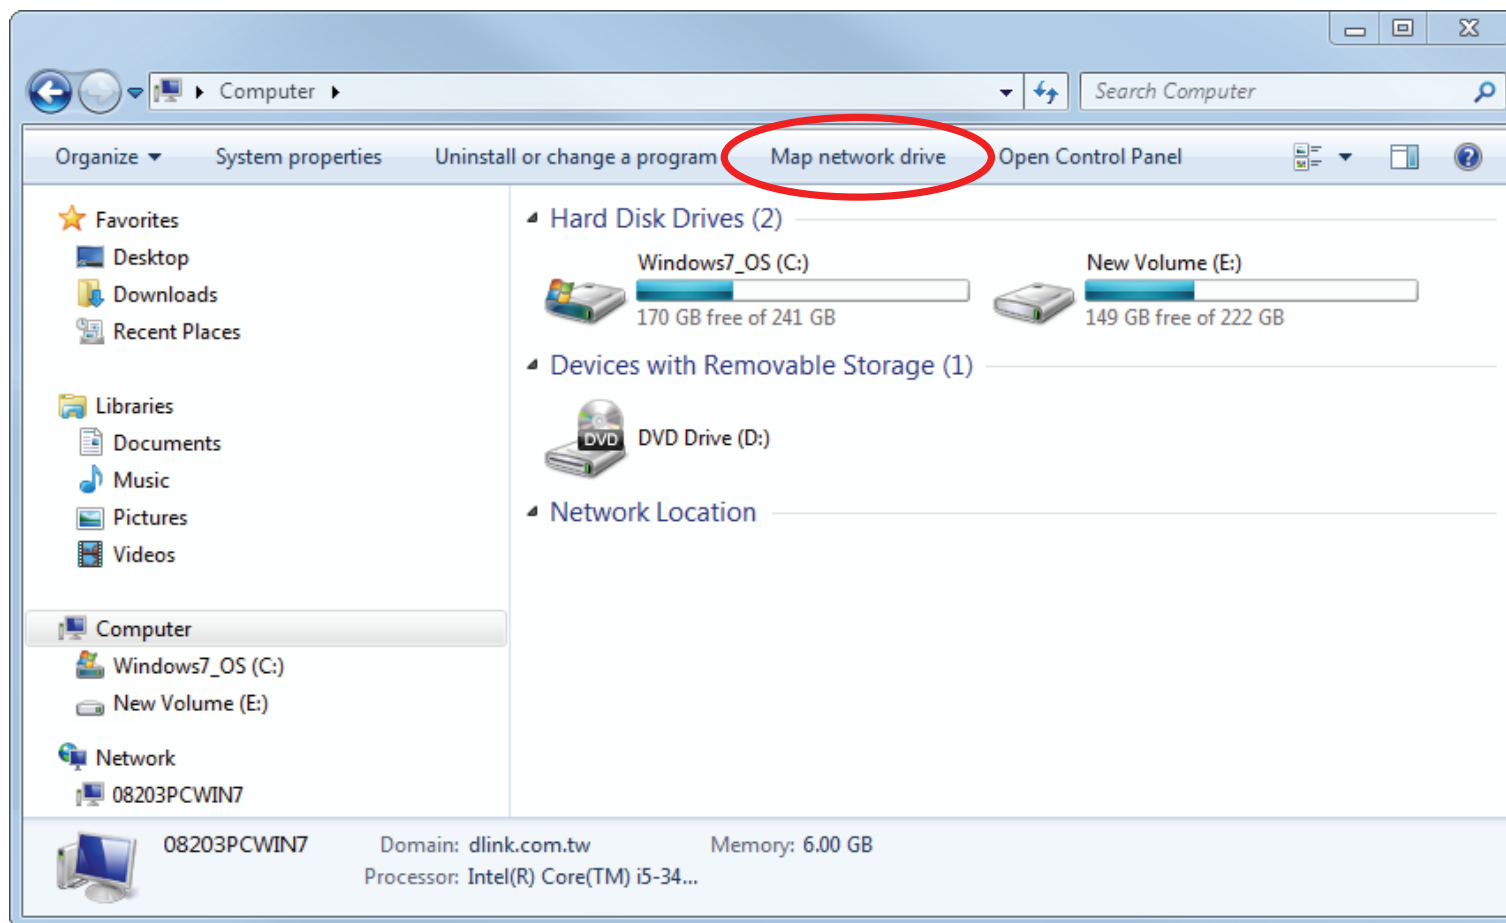 Computer
Search Computer
Organize
System properties
Uninstall or change a program
Map network drive
Open Control Panel
Favorites
Desktop
Downloads
Recent Places
Libraries
Documents
Music
Pictures
Videos
Computer
Windows7_OS (C:)
New Volume (E:)
Network
08203PCWIN7
Hard Disk Drives (2)
Windows7_OS (C:)
170 GB free of 241 GB
New Volume (E:)
149 GB free of 222 GB
Devices with Removable Storage (1)
DVD
DVD Drive (D:)
Network Location
08203PCWIN7
Domain: dlink.com.tw
Memory: 6.00 GB
Processor: Intel(R) Core(TM) i5-34...